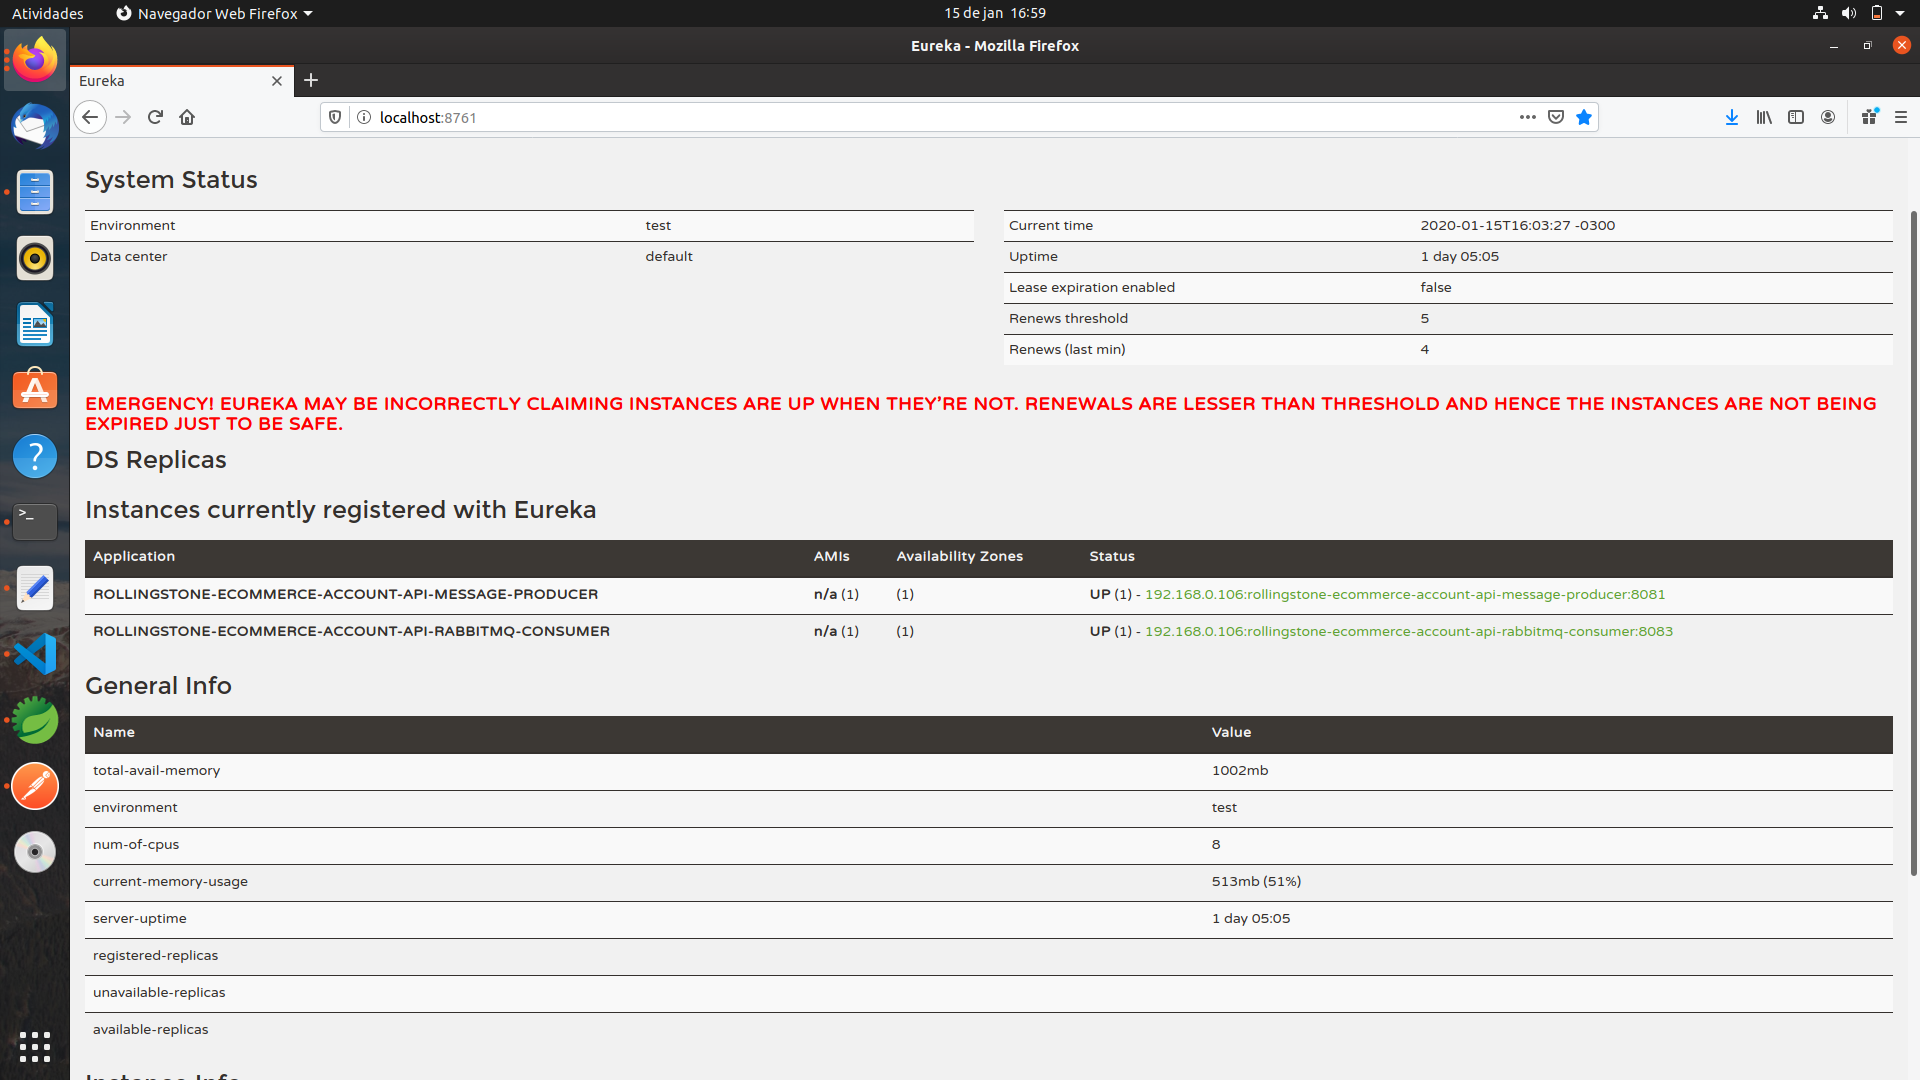 Atividades Navegador Web Firefox 15 de jan 16:59
Eureka - Mozilla Firefox
Eureka
localhost:8761
System Status
Environment test
Data center default
Current time 2020-01-15T16:03:27 -0300
Uptime 1 day 05:05
Lease expiration enabled false
Renews threshold 5
Renews (last min) 4
EMERGENCY! EUREKA MAY BE INCORRECTLY CLAIMING INSTANCES ARE UP WHEN THEY'RE NOT. RENEWALS ARE LESSER THAN THRESHOLD AND HENCE THE INSTANCES ARE NOT BEING
EXPIRED JUST TO BE SAFE.
DS Replicas
Instances currently registered with Eureka
Application AMIs Availability Zones Status
ROLLINGSTONE-ECOMMERCE-ACCOUNT-API-MESSAGE-PRODUCER n/a (1) (1) UP (1) - 192.168.0.106:rollingstone-ecommerce-account-api-message-producer:8081
ROLLINGSTONE-ECOMMERCE-ACCOUNT-API-RABBITMQ-CONSUMER n/a (1) (1) UP (1) - 192.168.0.106:rollingstone-ecommerce-account-api-rabbitmq-consumer:8083
General Info
Name Value
total-avail-memory 1002mb
environment test
num-of-cpus 8
current-memory-usage 513mb (51%)
server-uptime 1 day 05:05
registered-replicas
unavailable-replicas
available-replicas
Instance Info